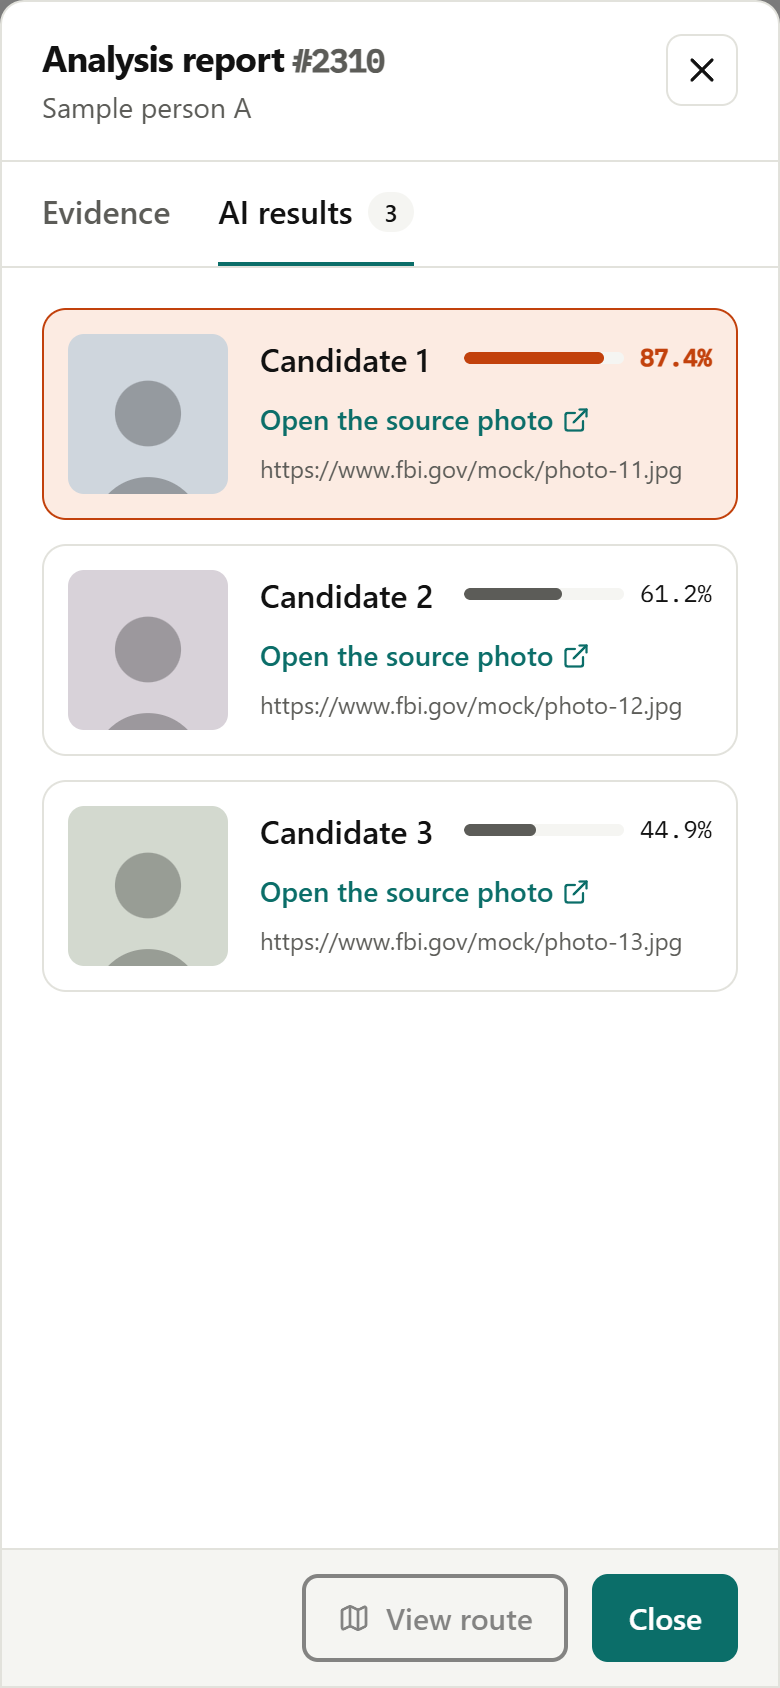 Analysis report #2310
Sample person A
Evidence
AI results 3
Candidate 1 87.4%
Open the source photo
https://www.fbi.gov/mock/photo-11.jpg
Candidate 2 61.2%
Open the source photo
https://www.fbi.gov/mock/photo-12.jpg
Candidate 3 44.9%
Open the source photo
https://www.fbi.gov/mock/photo-13.jpg
View route
Close